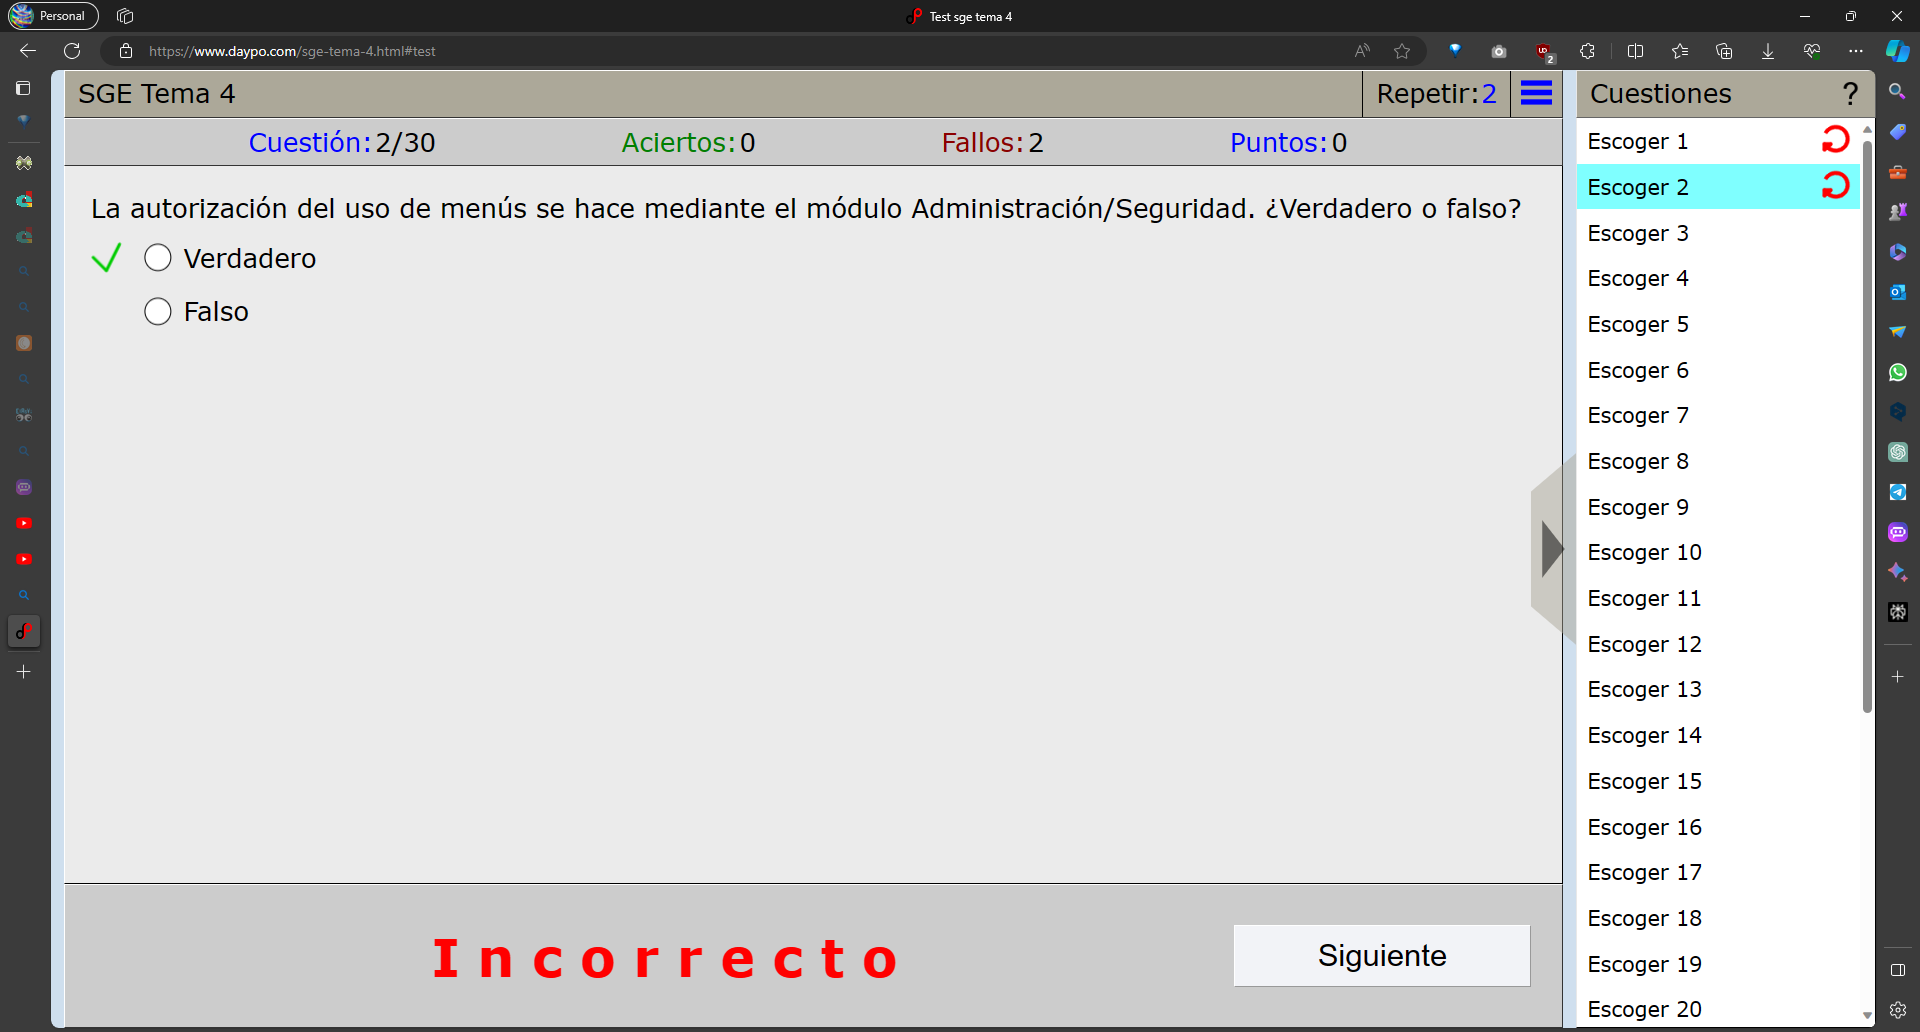 Personal
Test sge tema 4
https://www.daypo.com/sge-tema-4.html#test
2
SGE Tema 4
Repetir:2
Cuestiones
?
Cuestión:2/30
Aciertos:0
Fallos:2
Puntos:0
La autorización del uso de menús se hace mediante el módulo Administración/Seguridad. ¿Verdadero o falso?
Verdadero
Falso
Incorrecto
Siguiente
Escoger 1
Escoger 2
Escoger 3
Escoger 4
Escoger 5
Escoger 6
Escoger 7
Escoger 8
Escoger 9
Escoger 10
Escoger 11
Escoger 12
Escoger 13
Escoger 14
Escoger 15
Escoger 16
Escoger 17
Escoger 18
Escoger 19
Escoger 20